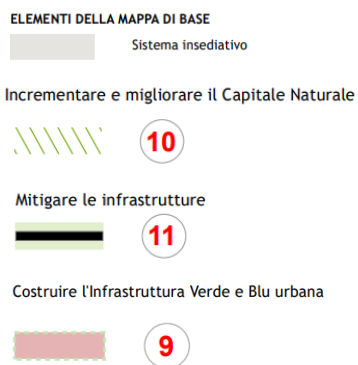 ELEMENTI DELLA MAPPA DI BASE
Sistema insediativo
Incrementare e migliorare il Capitale Naturale
10
Mitigare le infrastrutture
11
Costruire l'Infrastruttura Verde e Blu urbana
9